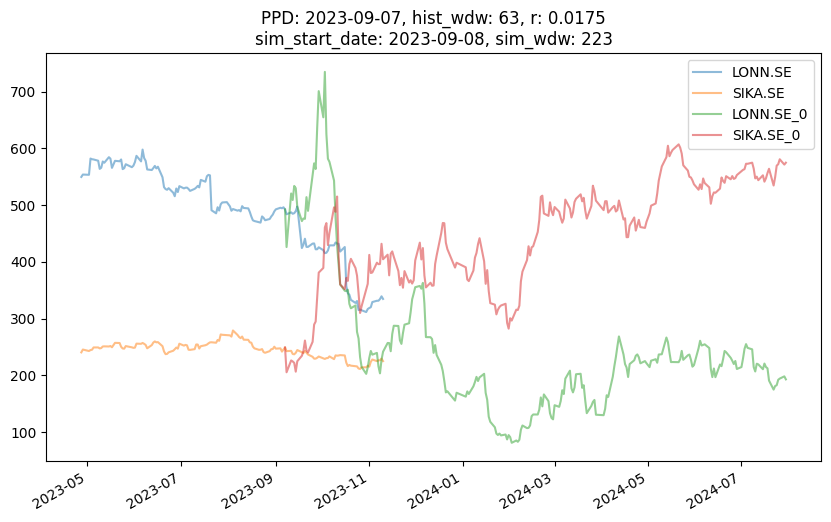 PPD: 2023-09-07, hist_wdw: 63, r: 0.0175
sim_start_date: 2023-09-08, sim_wdw: 223
LONN.SE
SIKA.SE
LONN.SE_0
SIKA.SE_0
700
600
500
400
300
200
100
2023-05
2023-07
2023-09
2023-11
2024-01
2024-03
2024-05
2024-07